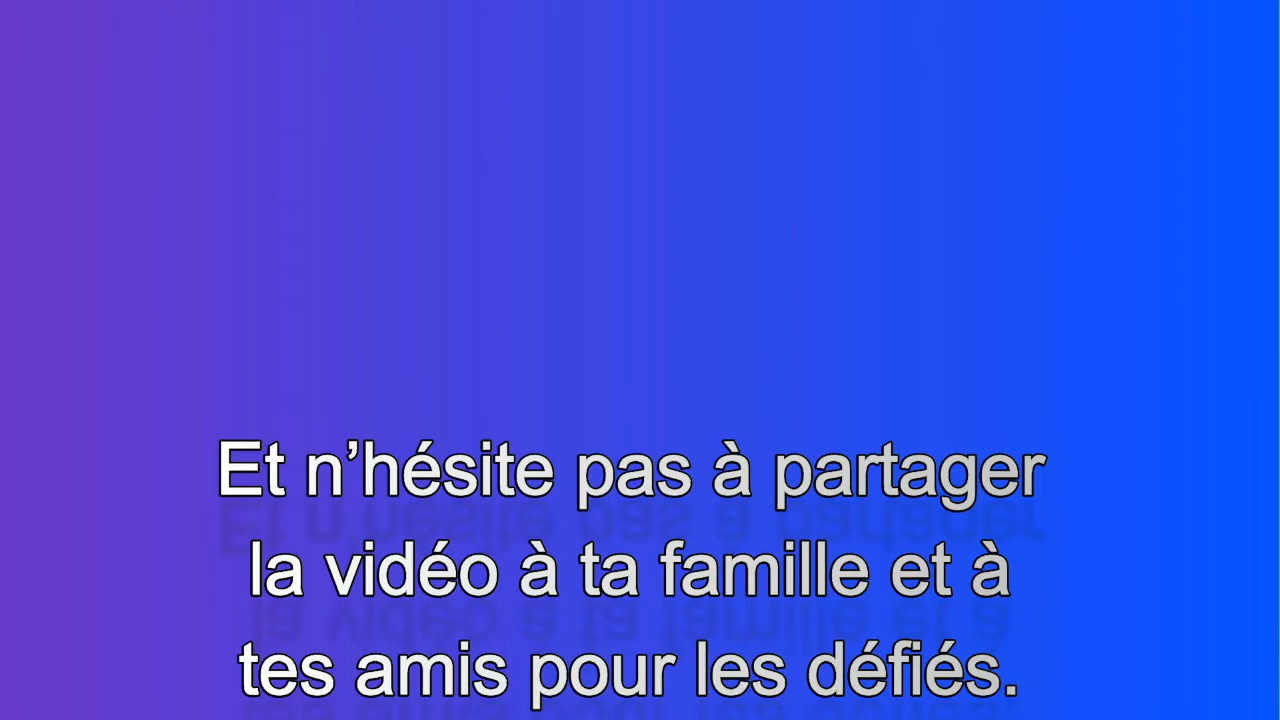 Et n’hésite pas à partager
la vidéo à ta famille et à
tes amis pour les défiés.